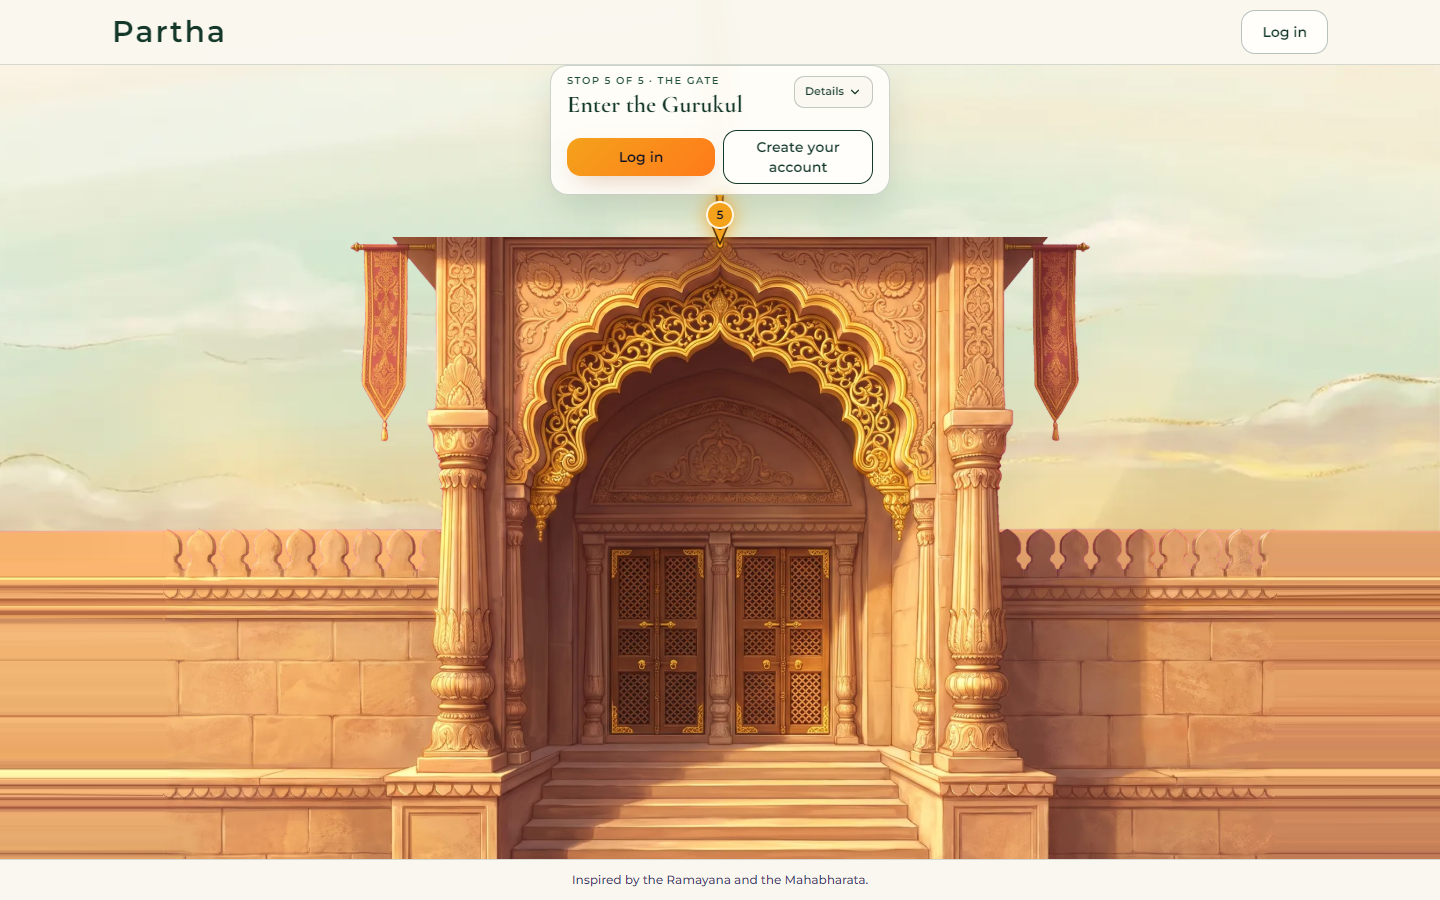 Partha
Log in
STOP 5 OF 5 · THE GATE
Enter the Gurukul
Details
Log in
Create your
account
5
Inspired by the Ramayana and the Mahabharata.